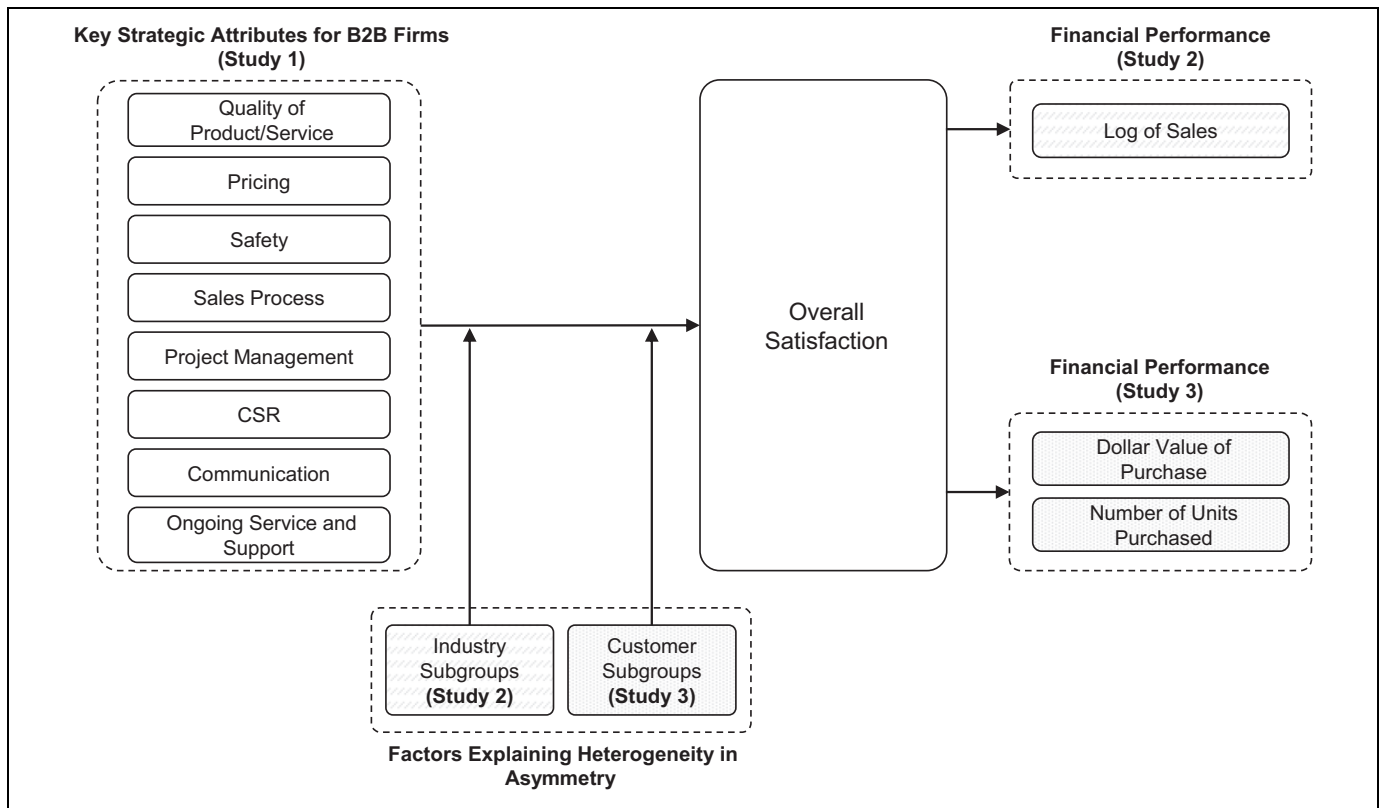 Key Strategic Attributes for B2B Firms
(Study 1)
Quality of
Product/Service
Pricing
Safety
Sales Process
Project Management
CSR
Communication
Ongoing Service and
Support
Industry
Subgroups
(Study 2)
Customer
Subgroups
(Study 3)
Factors Explaining Heterogeneity in
Asymmetry
Overall
Satisfaction
Financial Performance
(Study 2)
Log of Sales
Financial Performance
(Study 3)
Dollar Value of
Purchase
Number of Units
Purchased